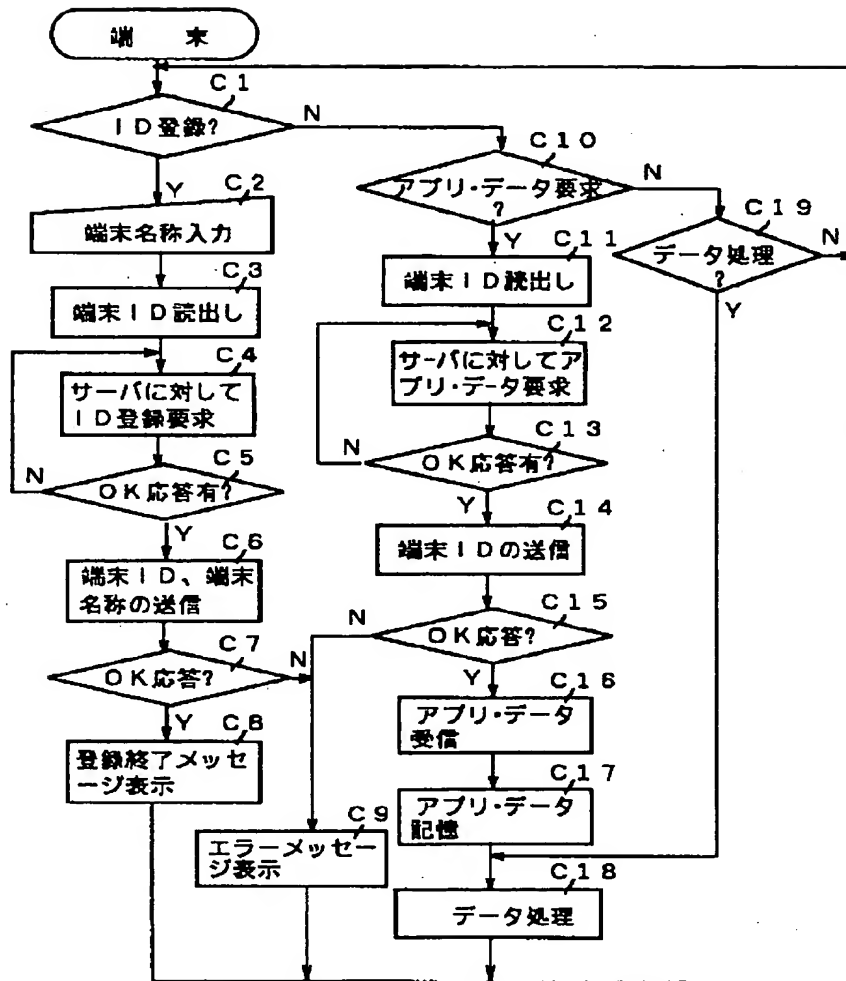 端 末
C1
ID登録?
N
Y
C2
端末名称入力
C3
端末ID読出し
C4
サーバに対して
ID登録要求
C5
N
OK応答有?
Y
C6
端末ID、端末
名称の送信
C7
N
OK応答?
Y
C8
登録終了メッセ
ージ表示
C9
エラーメッセー
ジ表示
C10
アプリ・データ要求
?
N
Y
C11
端末ID読出し
C12
サーバに対してア
プリ・データ要求
C13
N
OK応答有?
Y
C14
端末IDの送信
C15
N
OK応答?
Y
C16
アプリ・データ
受信
C17
アプリ・データ
記憶
C18
データ処理
C19
データ処理
?
N
Y